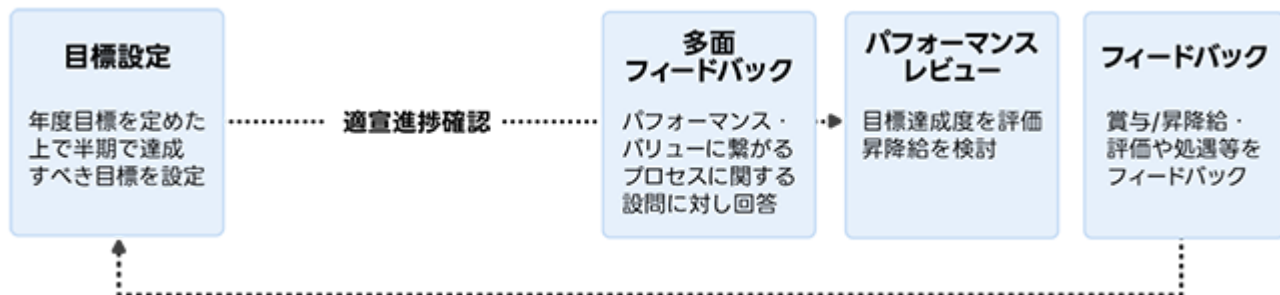 目標設定
年度目標を定めた
上で半期で達成
すべき目標を設定
適宣進捗確認
多面
フィードバック
パフォーマンス・
バリューに繋がる
プロセスに関する
設問に対し回答
パフォーマンス
レビュー
目標達成度を評価
昇降給を検討
フィードバック
賞与/昇降給・
評価や処遇等を
フィードバック